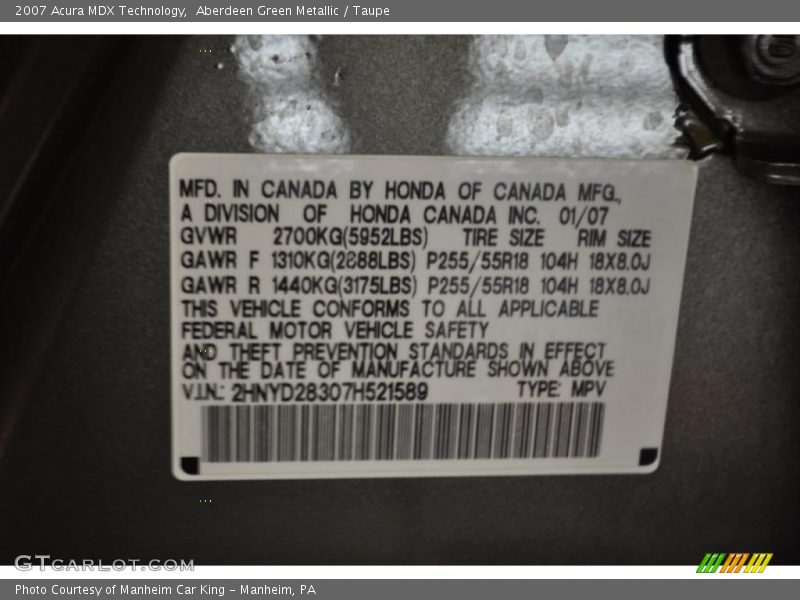 2007 Acura MDX Technology, Aberdeen Green Metallic / Taupe
MFD. IN CANADA BY HONDA OF CANADA MFG.,
A DIVISION OF HONDA CANADA INC. 01/07
GVWR 2700KG(5952LBS) TIRE SIZE RIM SIZE
GAWR F 1310KG(2888LBS) P255/55R18 104H 18X8.0J
GAWR R 1440KG(3175LBS) P255/55R18 104H 18X8.0J
THIS VEHICLE CONFORMS TO ALL APPLICABLE
FEDERAL MOTOR VEHICLE SAFETY
AND THEFT PREVENTION STANDARDS IN EFFECT
ON THE DATE OF MANUFACTURE SHOWN ABOVE
V.I.N.: 2HNYD28307H521589 TYPE: MPV
GTCARLOT.COM
Photo Courtesy of Manheim Car King - Manheim, PA